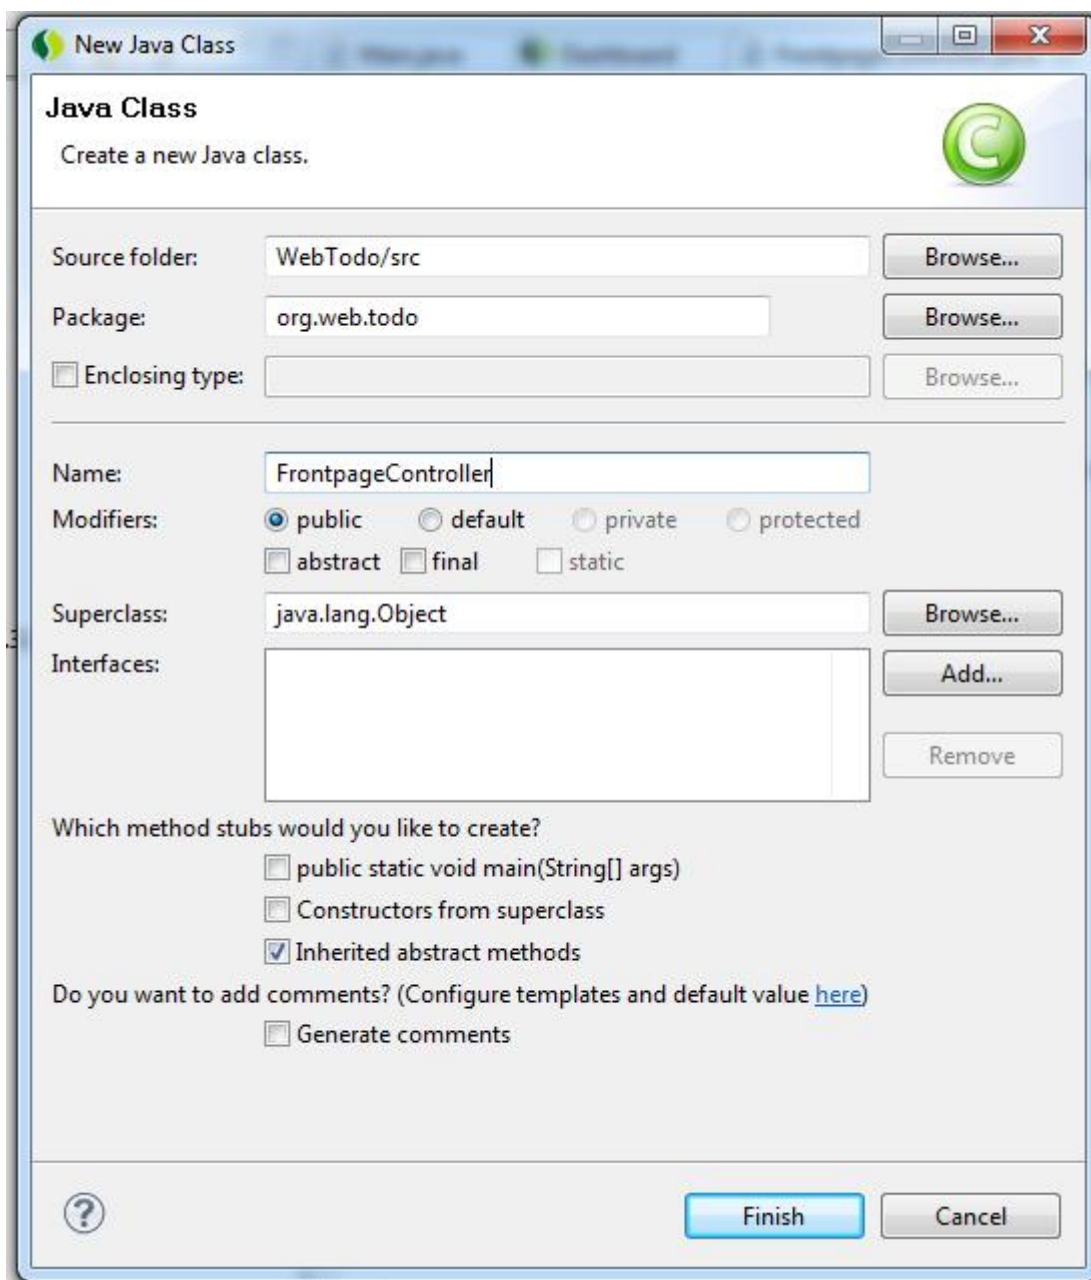 New Java Class
Main.java Dashboard
Java Class
Create a new Java class.
Source folder: WebTodo/src Browse...
Package: org.web.todo Browse...
Enclosing type: Browse...
Name: FrontpageController
Modifiers: public default private protected
abstract final static
Superclass: java.lang.Object Browse...
Interfaces: Add...
Remove
Which method stubs would you like to create?
public static void main(String[] args)
Constructors from superclass
Inherited abstract methods
Do you want to add comments? (Configure templates and default value here)
Generate comments
Finish Cancel